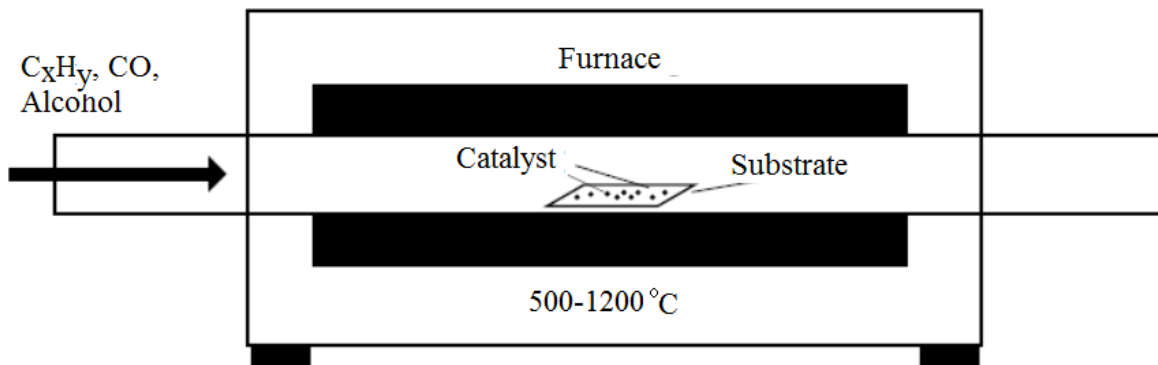 CxHy, CO,
Alcohol
Furnace
Catalyst
Substrate
500-1200 °C